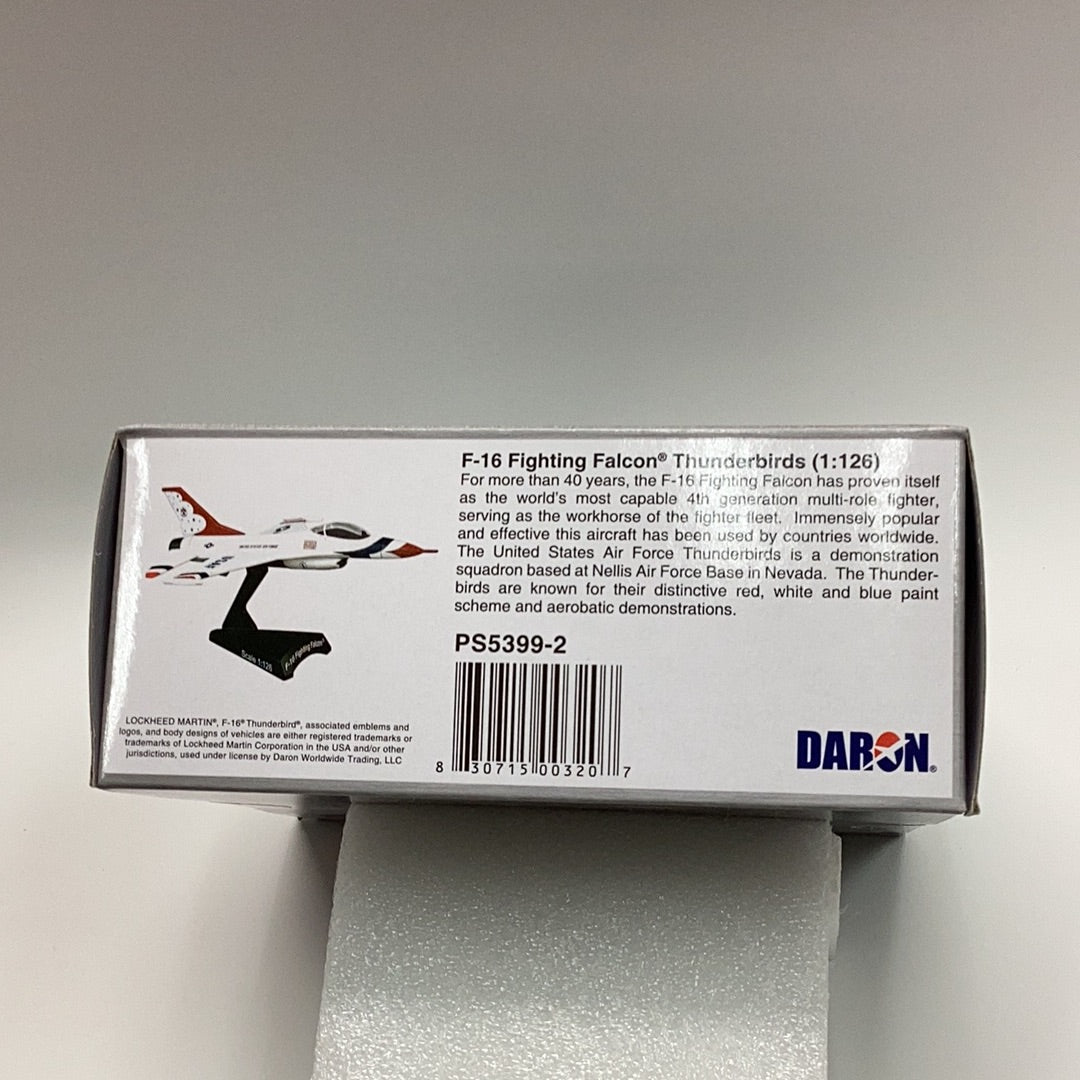 F-16 Fighting Falcon® Thunderbirds (1:126)
For more than 40 years, the F-16 Fighting Falcon has proven itself
as the world's most capable 4th generation multi-role fighter,
serving as the workhorse of the fighter fleet. Immensely popular
and effective this aircraft has been used by countries worldwide.
The United States Air Force Thunderbirds is a demonstration
squadron based at Nellis Air Force Base in Nevada. The Thunder-
birds are known for their distinctive red, white and blue paint
scheme and aerobatic demonstrations.
PS5399-2
8 30715 00320 7
Scale 1:126
F-16 Fighting Falcon®
LOCKHEED MARTIN®, F-16® Thunderbird®, associated emblems and
logos, and body designs of vehicles are either registered trademarks or
trademarks of Lockheed Martin Corporation in the USA and/or other
jurisdictions, used under license by Daron Worldwide Trading, LLC
DARON®